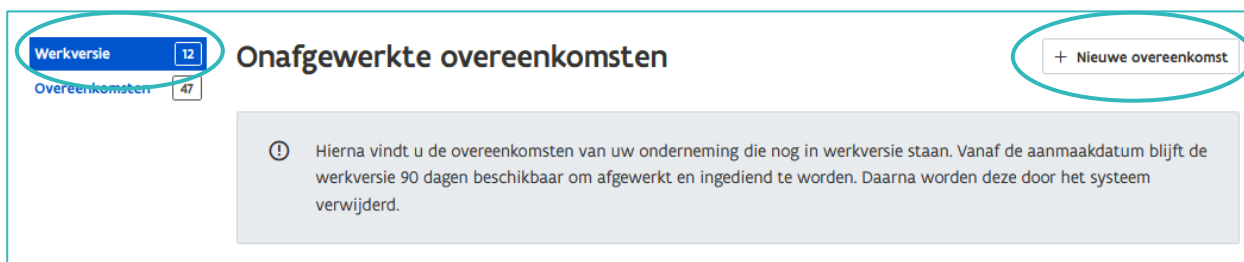 Werkversie 12
Overeenkomsten 47
Onafgewerkte overeenkomsten
+ Nieuwe overeenkomst
Hierna vindt u de overeenkomsten van uw onderneming die nog in werkversie staan. Vanaf de aanmaakdatum blijft de
werkversie 90 dagen beschikbaar om afgewerkt en ingediend te worden. Daarna worden deze door het systeem
verwijderd.